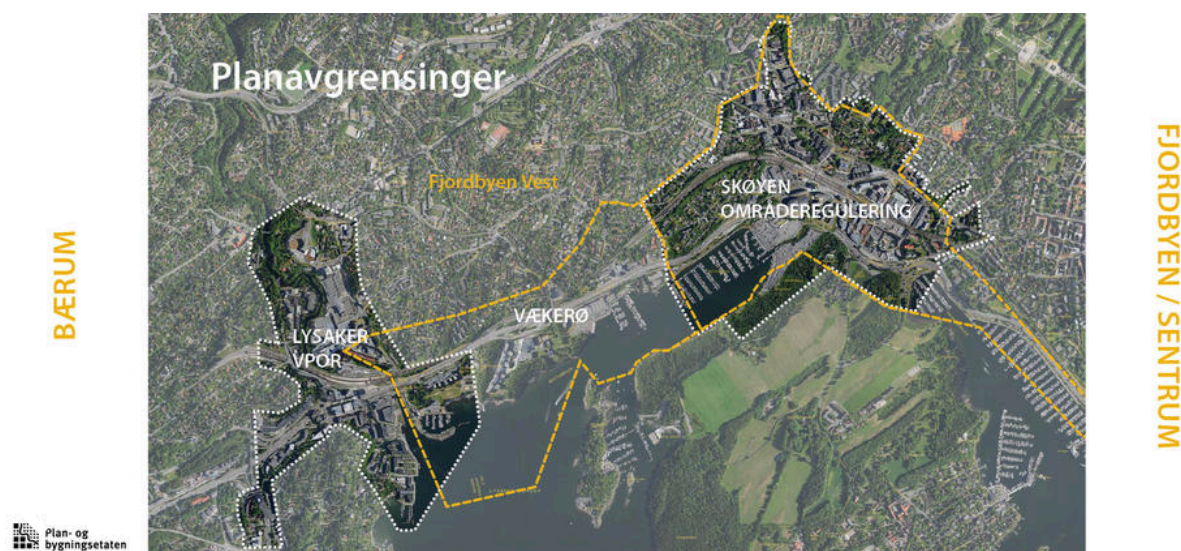 Planavgrensinger
Fjordbyen Vest
SKØYEN
OMRÅDEREGULERING
VÆKERØ
LYSAKER
VPOR
BÆRUM
FJORDBYEN / SENTRUM
Plan- og
bygningsetaten